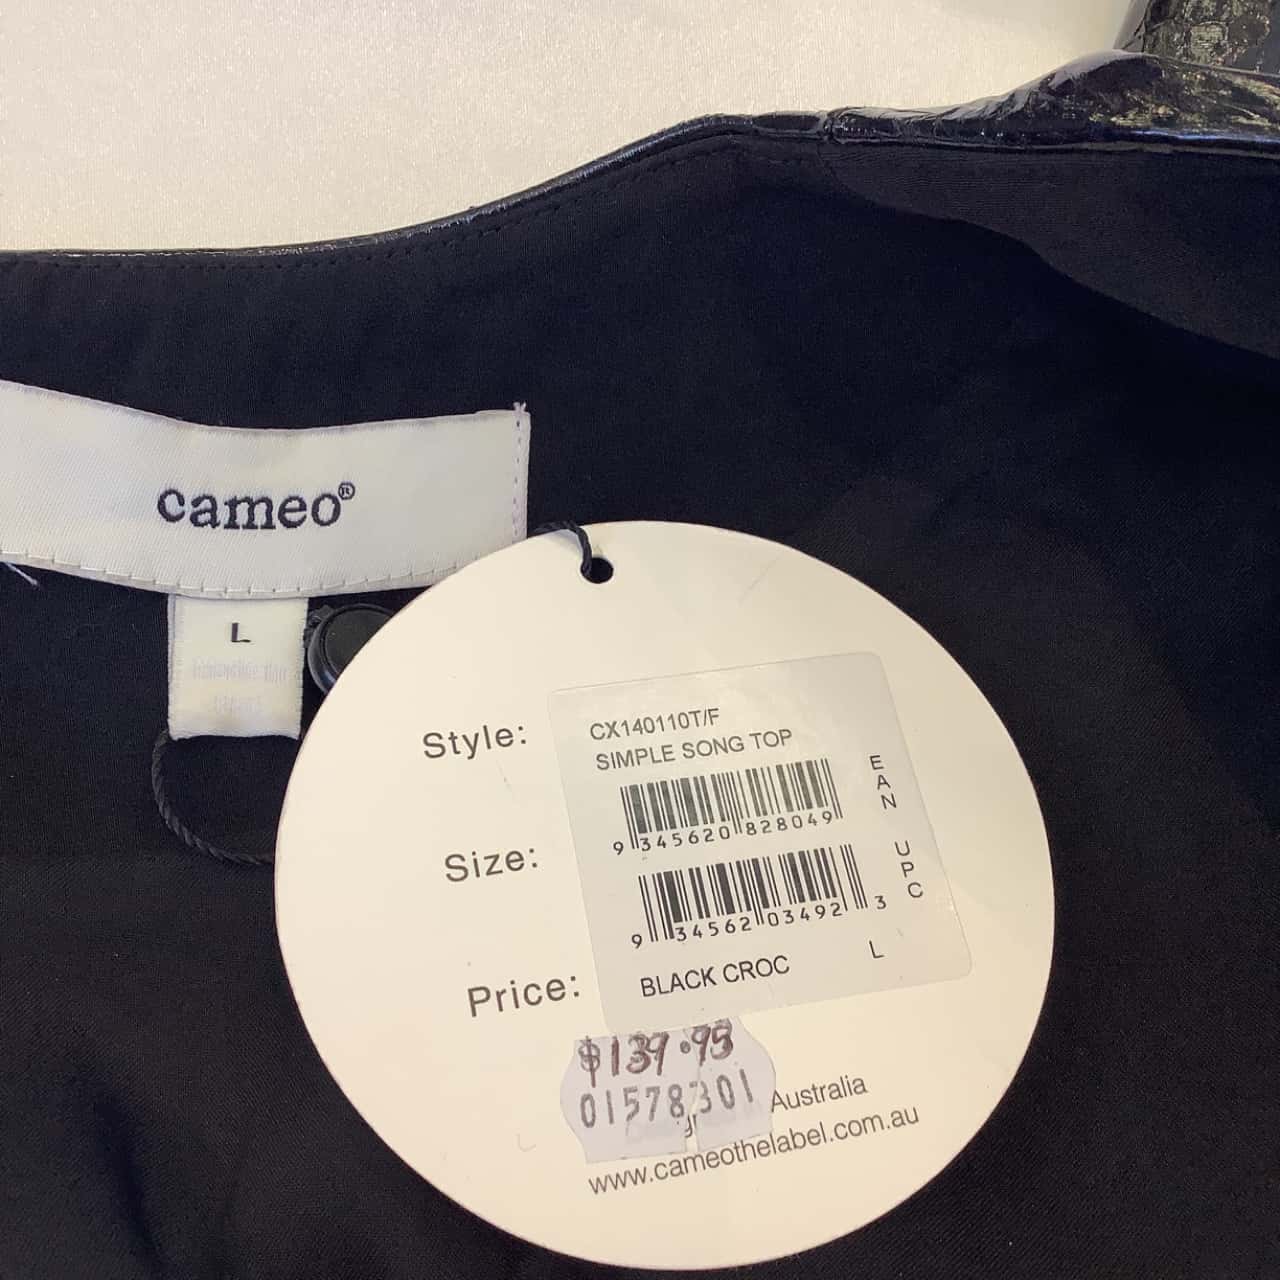 cameo®
L
Style:
CX140110T/F
SIMPLE SONG TOP
9 345620 828049
EAN
Size:
9 34562 03492 3
UPC
BLACK CROC
L
Price:
$139.95
01578301
Australia
www.cameothelabel.com.au